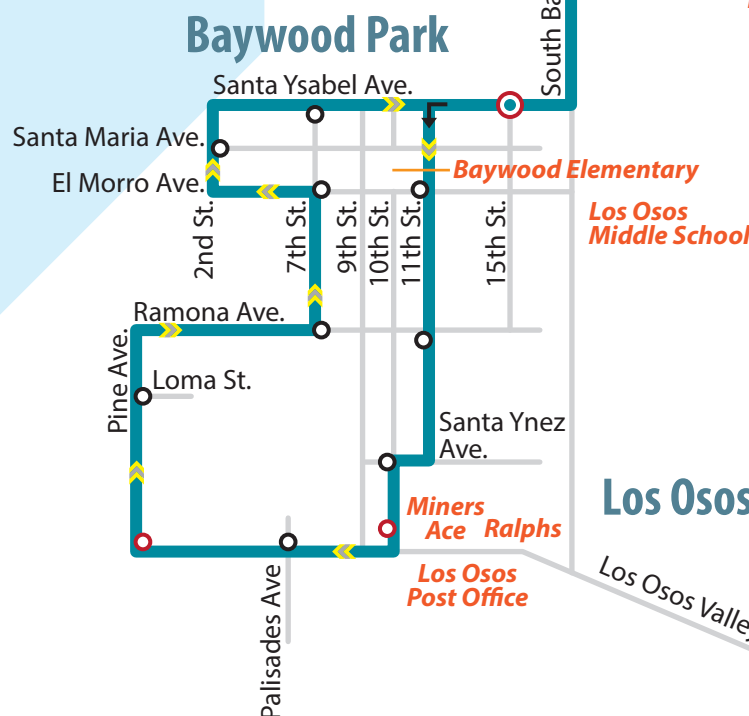 Baywood Park
South Ba
Santa Ysabel Ave.
Santa Maria Ave.
El Morro Ave.
Baywood Elementary
Los Osos
Middle School
2nd St.
7th St.
9th St.
10th St.
11th St.
15th St.
Ramona Ave.
Pine Ave.
Loma St.
Santa Ynez
Ave.
Los Osos
Miners
Ace
Ralphs
Los Osos
Post Office
Los Osos Valley
Palisades Ave